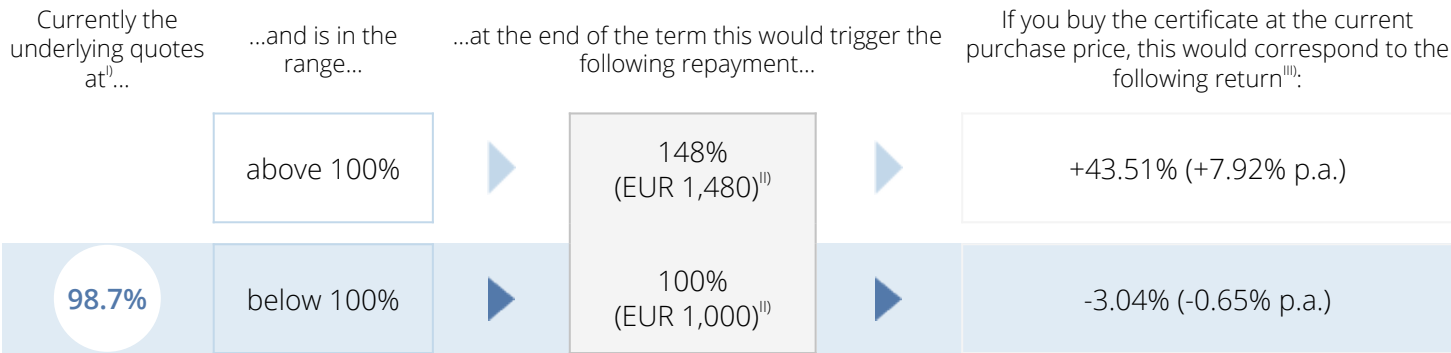 Currently the
underlying quotes
atᴵ⁾...
...and is in the
range...
...at the end of the term this would trigger the
following repayment...
If you buy the certificate at the current
purchase price, this would correspond to the
following returnᴵᴵᴵ⁾:
above 100%
148%
(EUR 1,480)ᴵᴵ⁾
+43.51% (+7.92% p.a.)
98.7%
below 100%
100%
(EUR 1,000)ᴵᴵ⁾
-3.04% (-0.65% p.a.)